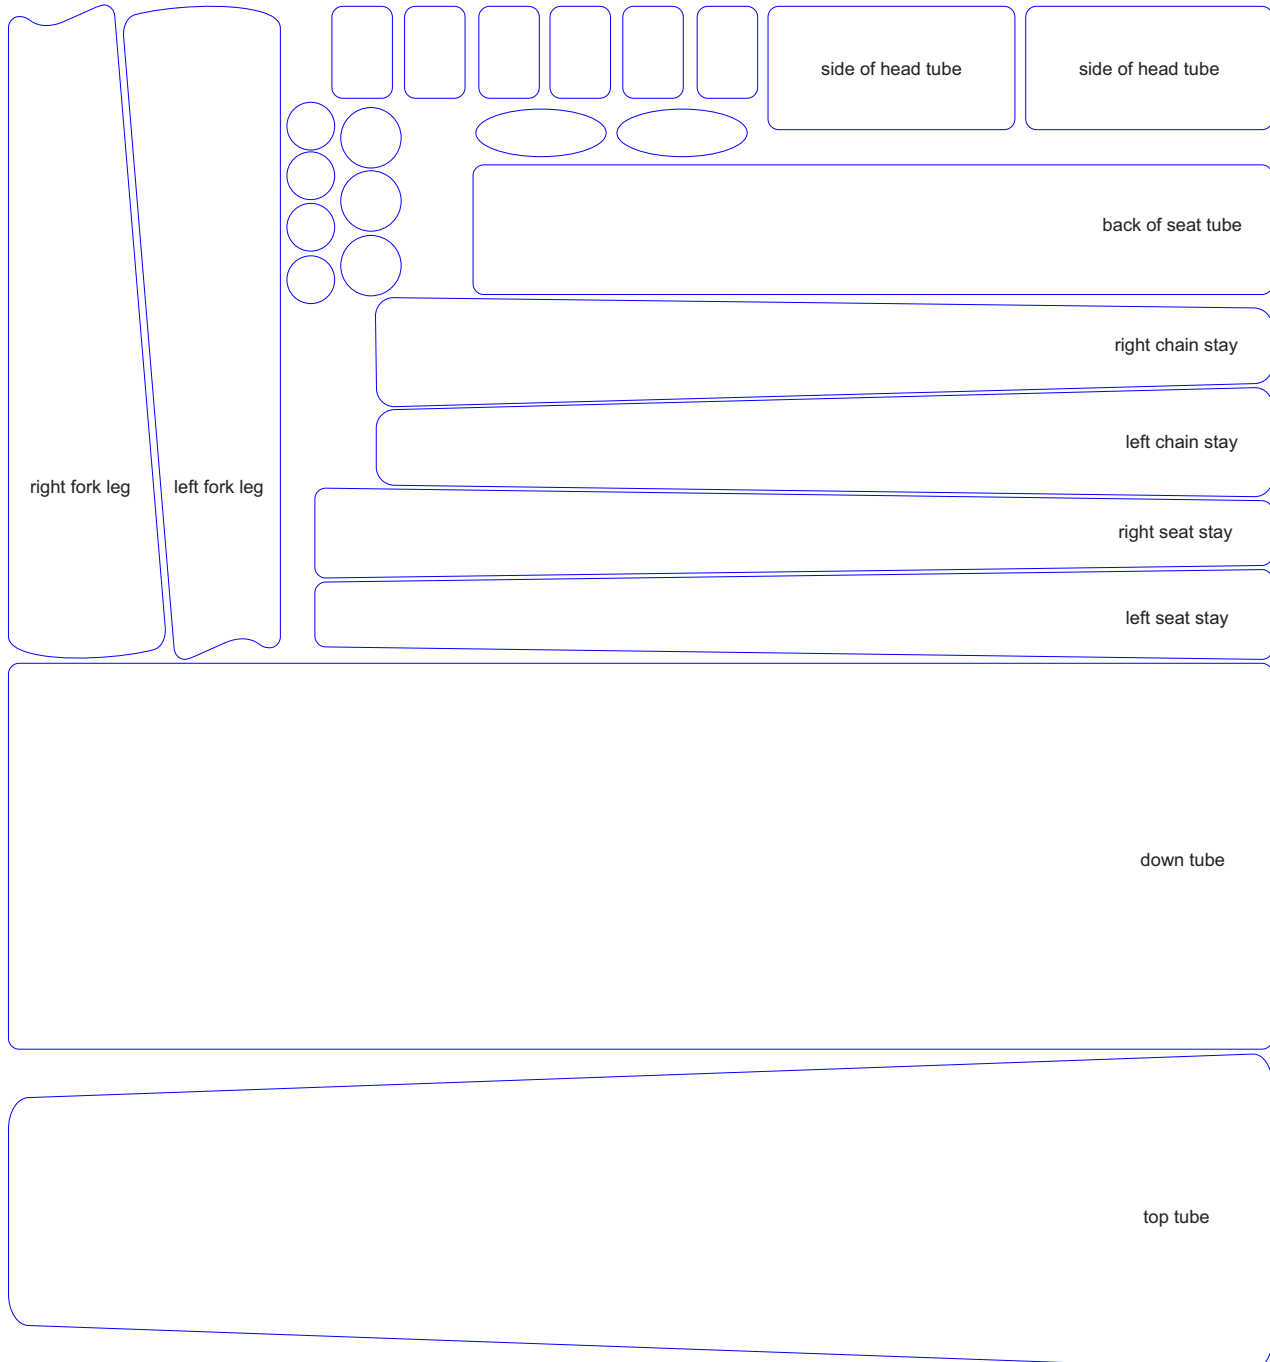 side of head tube
side of head tube
back of seat tube
right chain stay
left chain stay
right fork leg
left fork leg
right seat stay
left seat stay
down tube
top tube